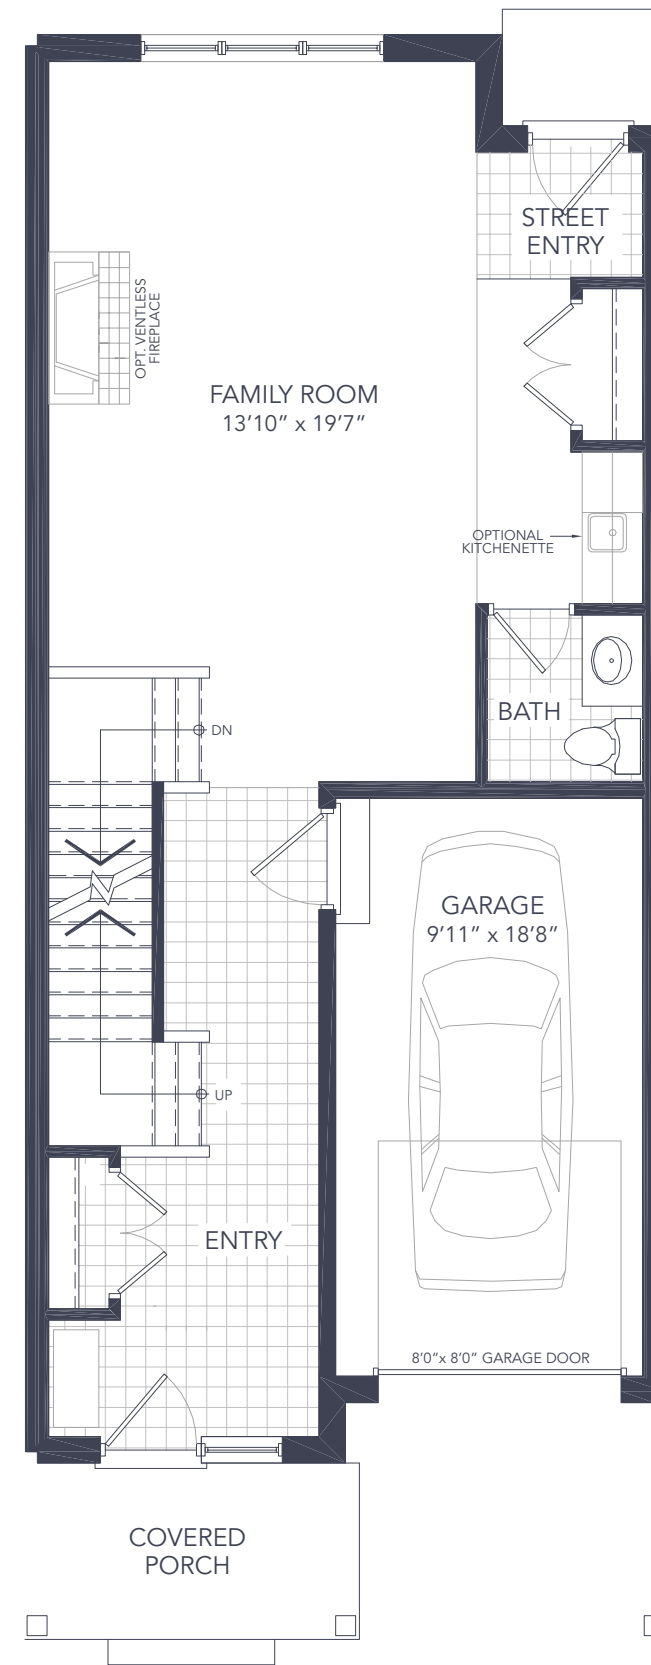 STREET
ENTRY
OPT. VENTLESS
FIREPLACE
FAMILY ROOM
13'10" x 19'7"
OPTIONAL
KITCHENETTE
BATH
DN
GARAGE
9'11" x 18'8"
UP
ENTRY
8'0"x 8'0" GARAGE DOOR
COVERED
PORCH